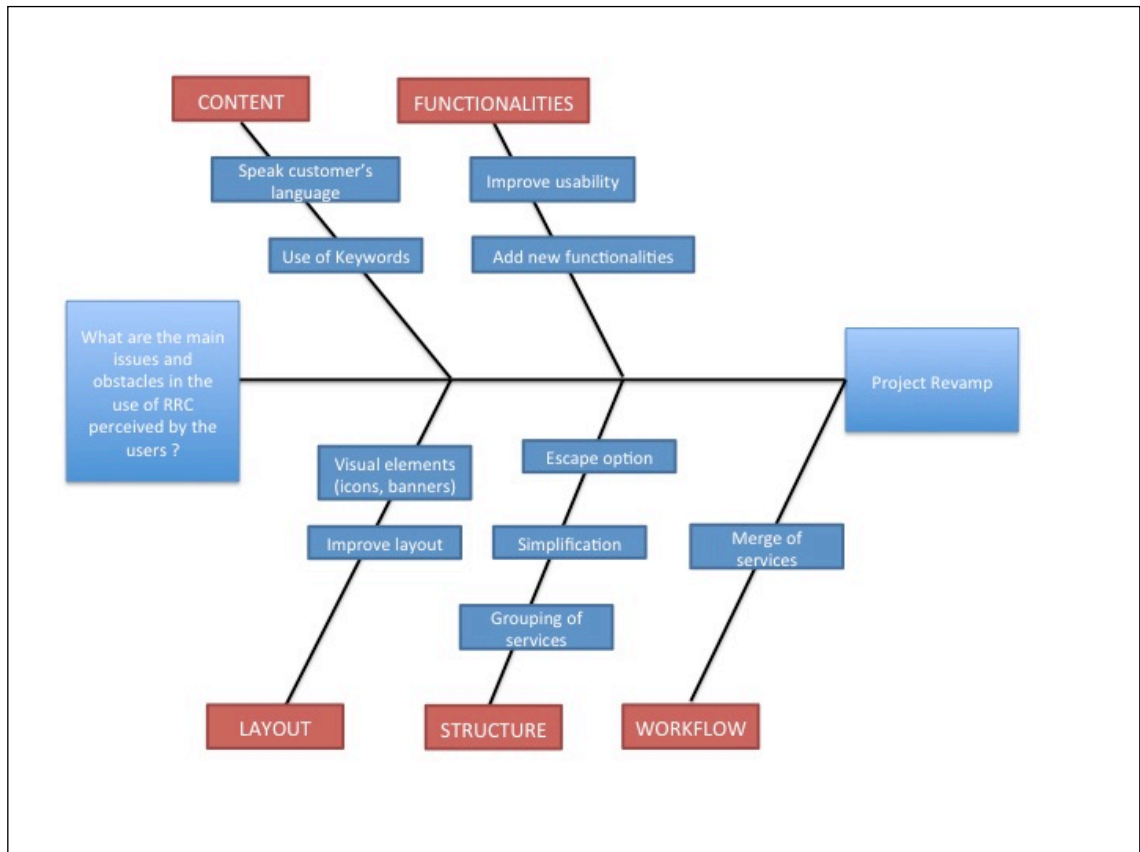 CONTENT
FUNCTIONALITIES
Speak customer's
language
Improve usability
Use of Keywords
Add new functionalities
What are the main
issues and
obstacles in the
use of RRC
perceived by the
users ?
Project Revamp
Visual elements
(icons, banners)
Escape option
Improve layout
Simplification
Merge of
services
Grouping of
services
LAYOUT
STRUCTURE
WORKFLOW